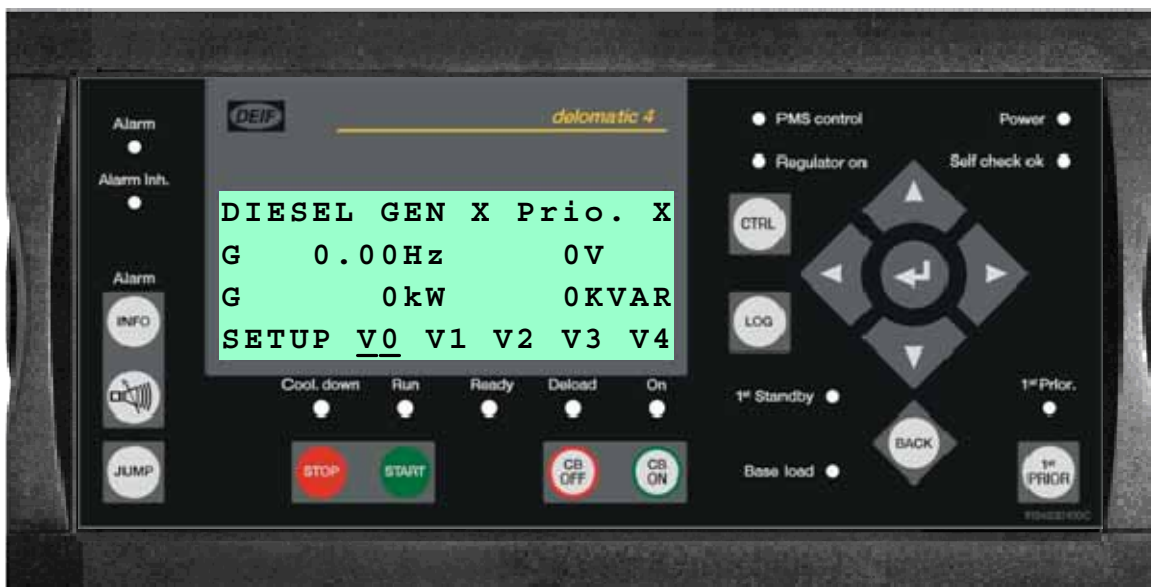 DEIF
delomatic 4
Alarm
Alarm Inh.
DIESEL GEN X Prio. X
G 0.00Hz 0V
G 0kW 0KVAR
SETUP V0 V1 V2 V3 V4
PMS control
Power
Regulator on
Self check ok
CTRL
LOG
Alarm
INFO
JUMP
Cool. down
Run
Ready
Deload
On
STOP
START
CB OFF
CB ON
1st Standby
Base load
BACK
1st Prior.
1st
PRIOR